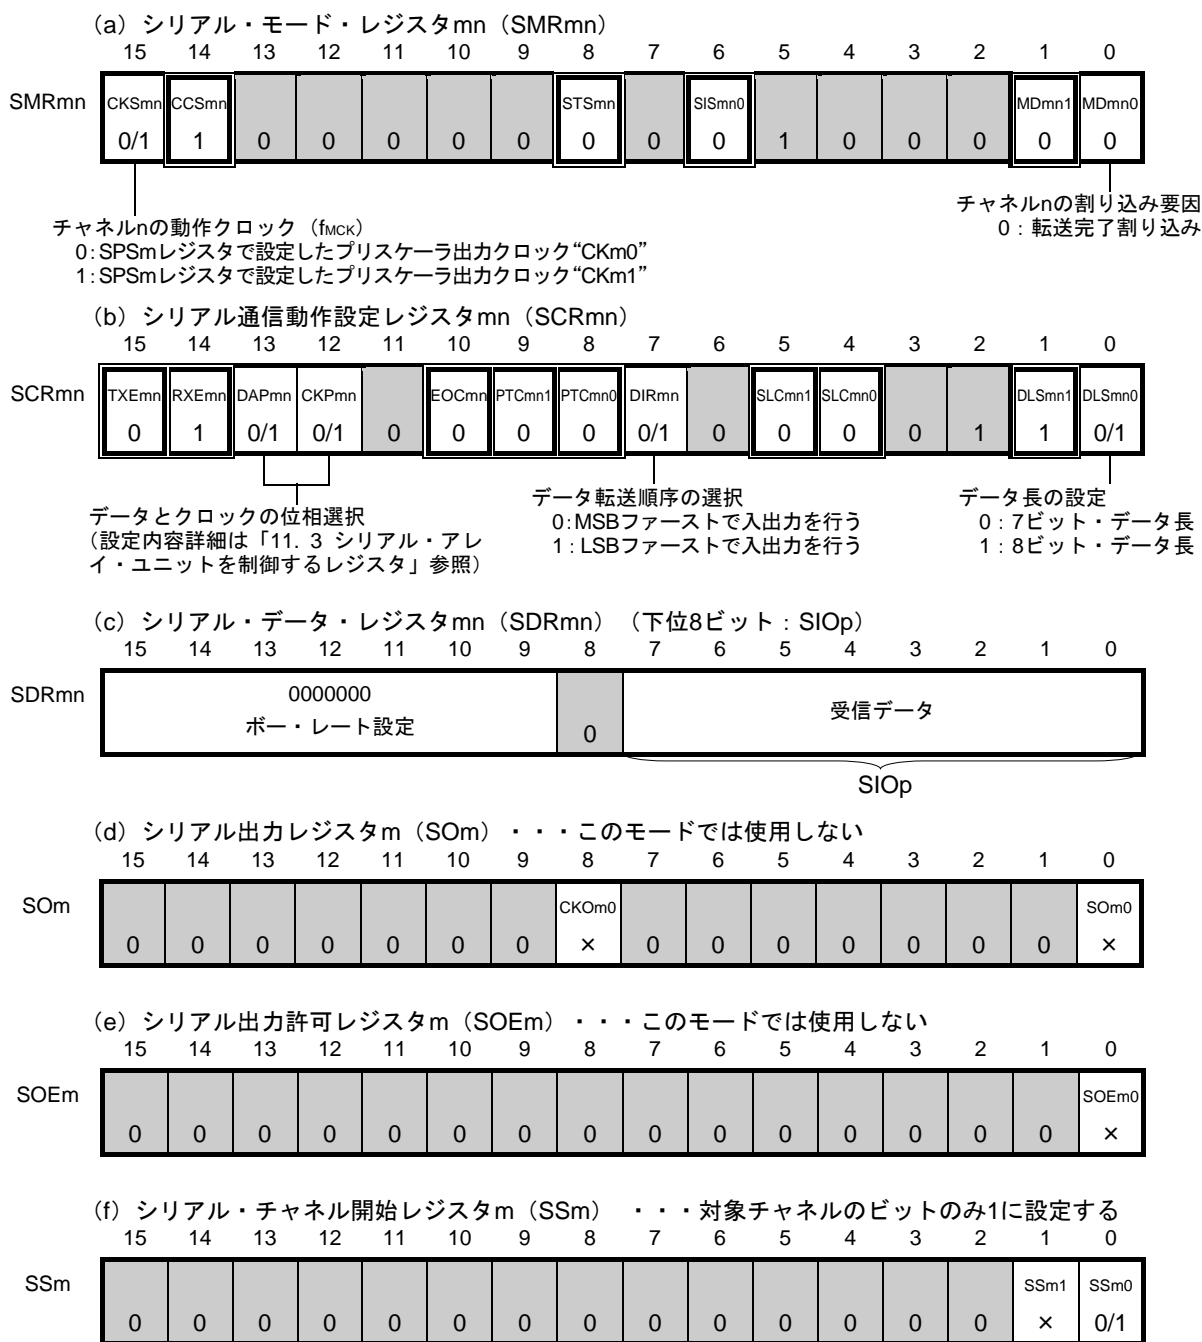 (a) シリアル・モード・レジスタmn (SMRmn)
15 14 13 12 11 10 9 8 7 6 5 4 3 2 1 0
SMRmn CKSmn CCSmn STSmn SISmn0 MDmn1 MDmn0
0/1 1 0 0 0 0 0 0 0 0 1 0 0 0 0 0
チャネルnの動作クロック (fMCK)
0:SPSmレジスタで設定したプリスケーラ出力クロック“CKm0”
1:SPSmレジスタで設定したプリスケーラ出力クロック“CKm1”
チャネルnの割り込み要因
0:転送完了割り込み
(b) シリアル通信動作設定レジスタmn (SCRmn)
15 14 13 12 11 10 9 8 7 6 5 4 3 2 1 0
SCRmn TXEmn RXEmn DAPmn CKPmn EOCmn PTCmn1 PTCmn0 DIRmn SLCmn1 SLCmn0 DLSmn1 DLSmn0
0 1 0/1 0/1 0 0 0 0 0/1 0 0 0 0 1 1 0/1
データとクロックの位相選択
(設定内容詳細は「11. 3 シリアル・アレ
イ・ユニットを制御するレジスタ」参照)
データ転送順序の選択
0:MSBファーストで入出力を行う
1:LSBファーストで入出力を行う
データ長の設定
0:7ビット・データ長
1:8ビット・データ長
(c) シリアル・データ・レジスタmn (SDRmn) (下位8ビット:SIOp)
15 14 13 12 11 10 9 8 7 6 5 4 3 2 1 0
SDRmn 0000000
ボー・レート設定
0
受信データ
SIOp
(d) シリアル出力レジスタm (SOm) ・・・このモードでは使用しない
15 14 13 12 11 10 9 8 7 6 5 4 3 2 1 0
SOm CKOm0 SOm0
0 0 0 0 0 0 0 × 0 0 0 0 0 0 0 ×
(e) シリアル出力許可レジスタm (SOEm) ・・・このモードでは使用しない
15 14 13 12 11 10 9 8 7 6 5 4 3 2 1 0
SOEm SOEm0
0 0 0 0 0 0 0 0 0 0 0 0 0 0 0 ×
(f) シリアル・チャネル開始レジスタm (SSm) ・・・対象チャネルのビットのみ1に設定する
15 14 13 12 11 10 9 8 7 6 5 4 3 2 1 0
SSm SSm1 SSm0
0 0 0 0 0 0 0 0 0 0 0 0 0 0 × 0/1